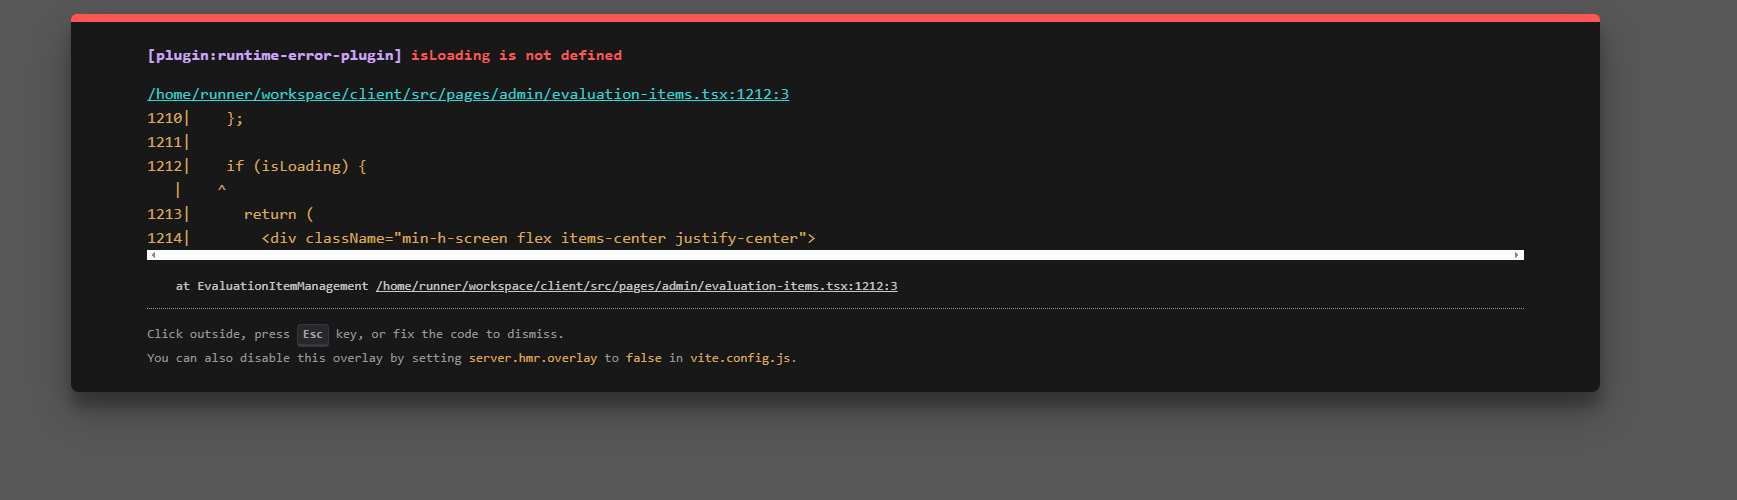 [plugin:runtime-error-plugin] isLoading is not defined
/home/runner/workspace/client/src/pages/admin/evaluation-items.tsx:1212:3
1210|    };
1211|
1212|    if (isLoading) {
   |    ^
1213|      return (
1214|        <div className="min-h-screen flex items-center justify-center">
at EvaluationItemManagement /home/runner/workspace/client/src/pages/admin/evaluation-items.tsx:1212:3
Click outside, press Esc key, or fix the code to dismiss.
You can also disable this overlay by setting server.hmr.overlay to false in vite.config.js.